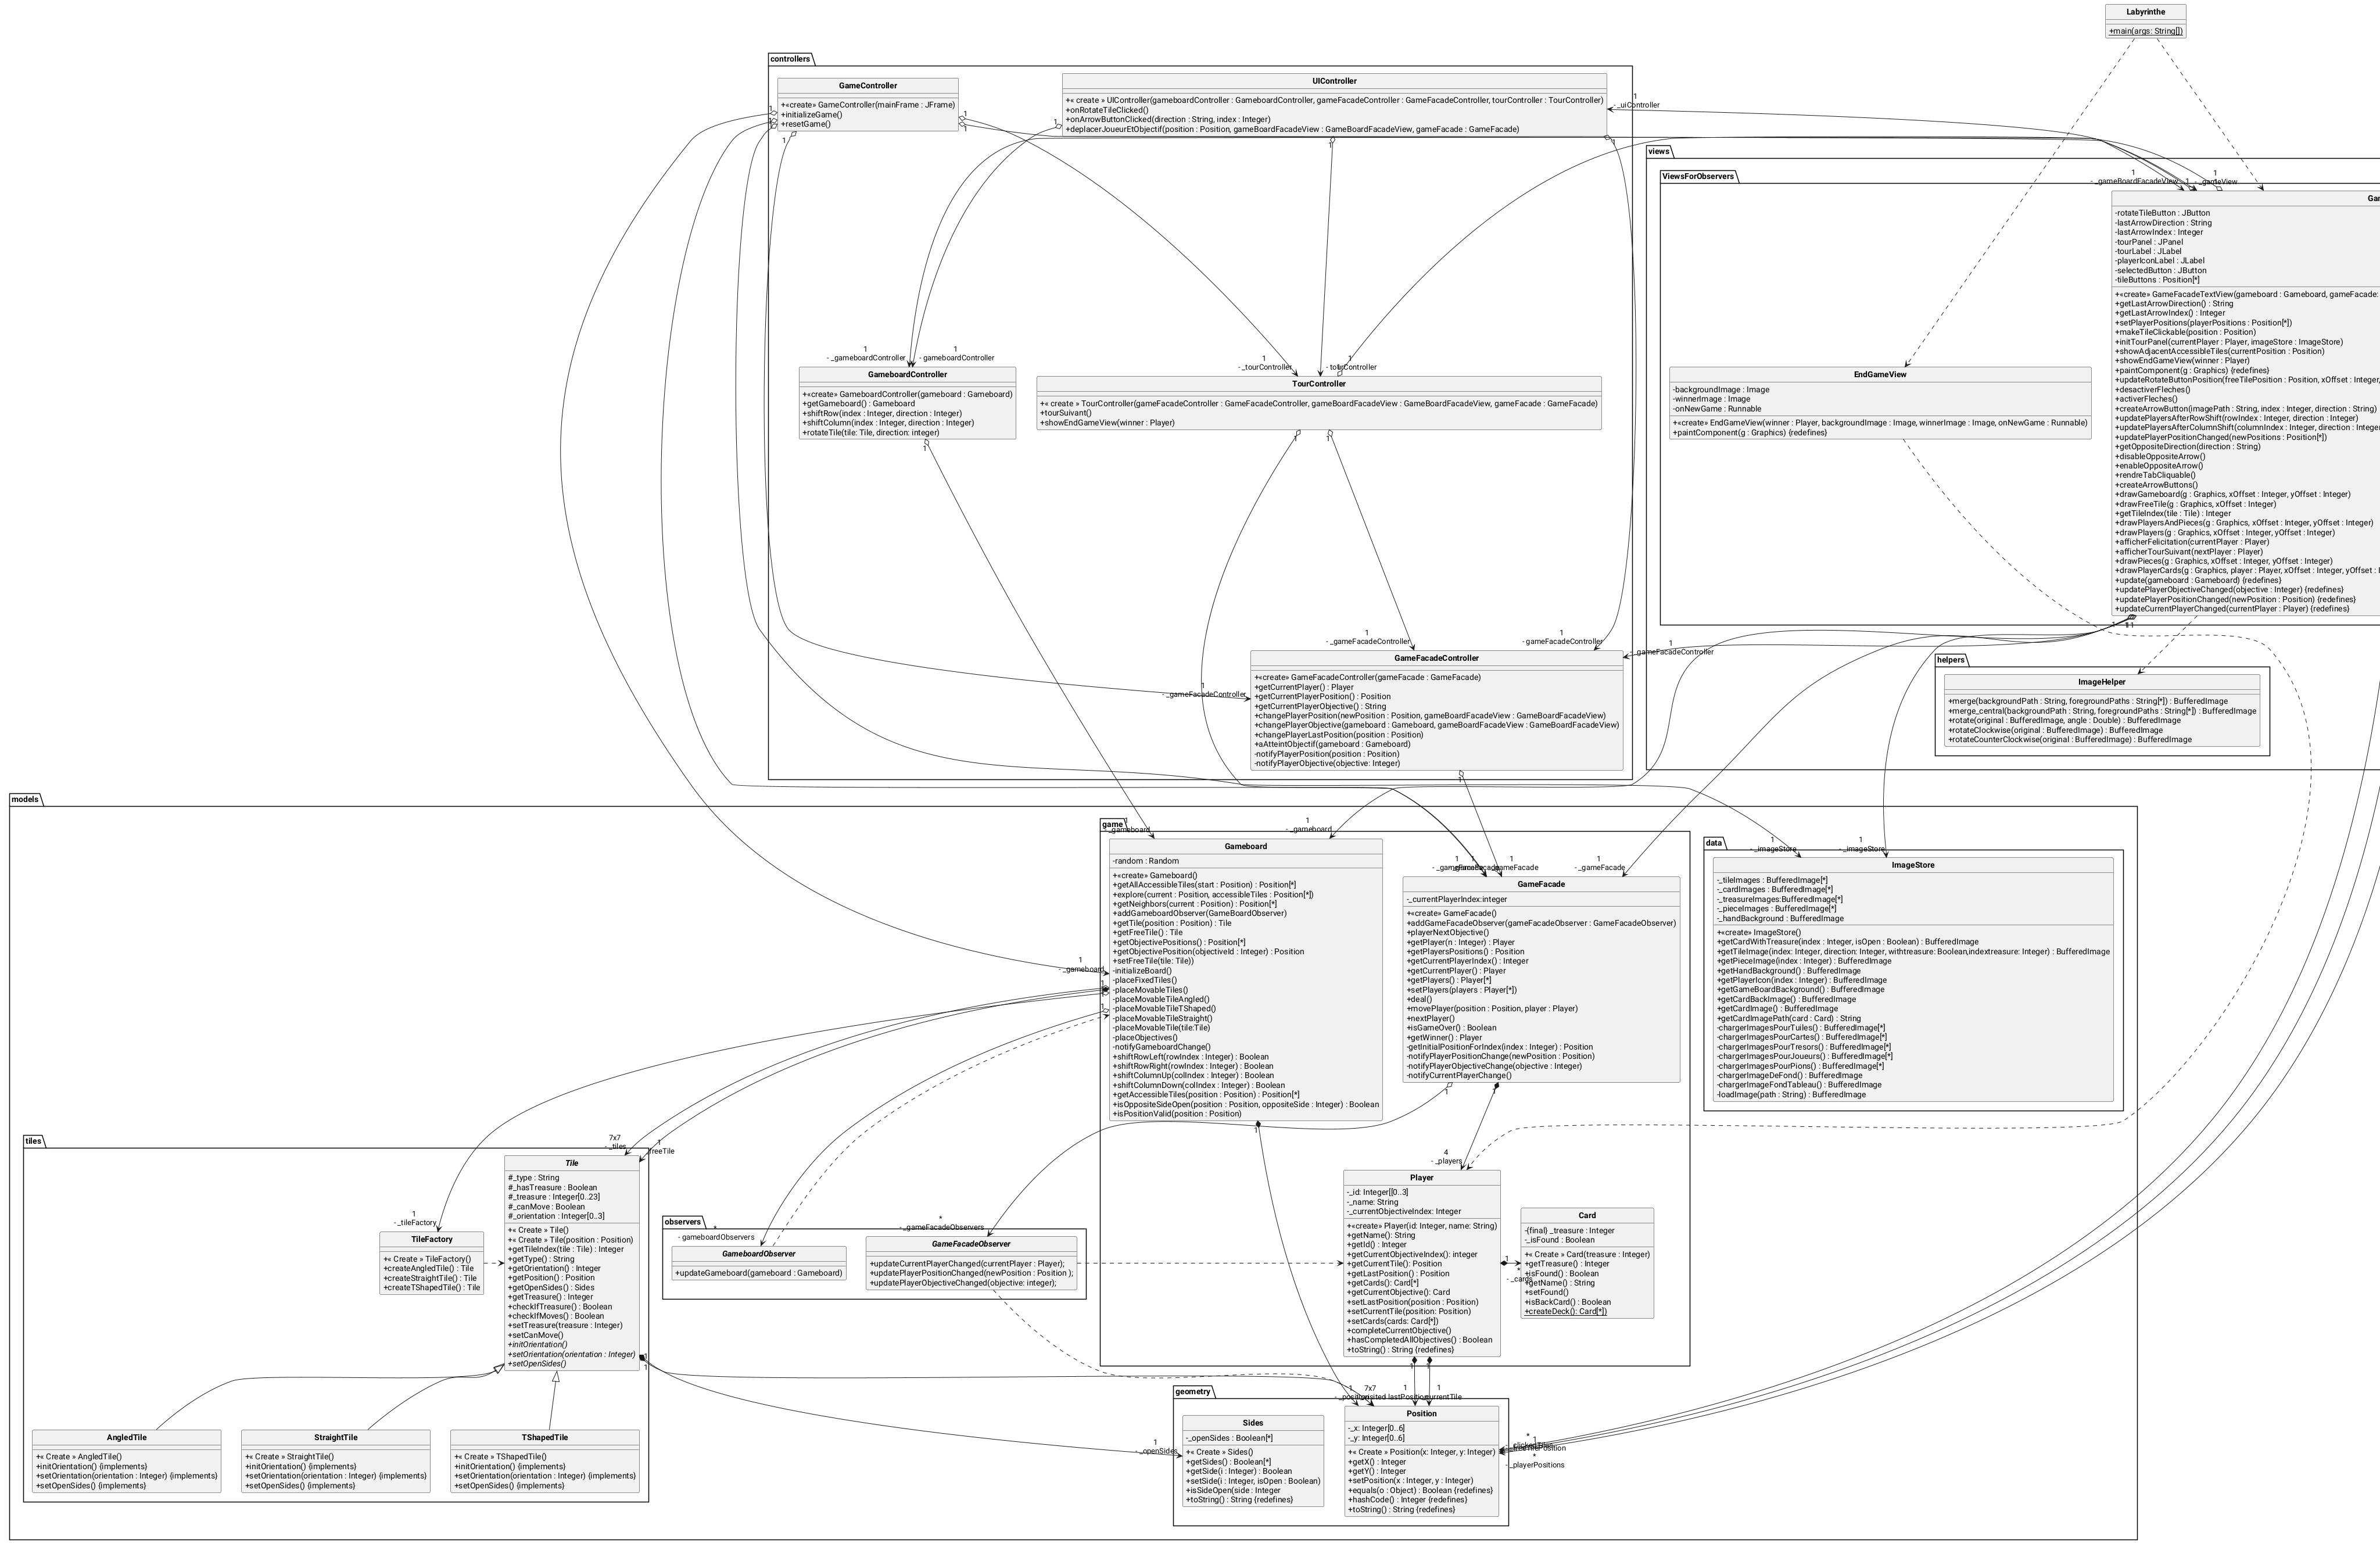 Labyrinthe
+main(args: String[])
controllers
GameController
+«create» GameController(mainFrame : JFrame)
+initializeGame()
+resetGame()
UIController
+« create » UIController(gameboardController : GameboardController, gameFacadeController : GameFacadeController, tourController : TourController)
+onRotateTileClicked()
+onArrowButtonClicked(direction : String, index : Integer)
+deplacerJoueurEtObjectif(position : Position, gameBoardFacadeView : GameBoardFacadeView, gameFacade : GameFacade)
1
- _uiController
1
- _gameboardController
1
- gameboardController
GameboardController
+«create» GameboardController(gameboard : Gameboard)
+getGameboard() : Gameboard
+shiftRow(index : Integer, direction : Integer)
+shiftColumn(index : Integer, direction : Integer)
+rotateTile(tile: Tile, direction: integer)
1
- _tourController
1
- tourController
TourController
+« create » TourController(gameFacadeController : GameFacadeController, gameBoardFacadeView : GameBoardFacadeView, gameFacade : GameFacade)
+tourSuivant()
+showEndGameView(winner : Player)
1
- _gameFacadeController
1
- gameFacadeController
1
- _gameFacadeController
1
- _gameFacadeController
GameFacadeController
+«create» GameFacadeController(gameFacade : GameFacade)
+getCurrentPlayer() : Player
+getCurrentPlayerPosition() : Position
+getCurrentPlayerObjective() : String
+changePlayerPosition(newPosition : Position, gameBoardFacadeView : GameBoardFacadeView)
+changePlayerObjective(gameboard : Gameboard, gameBoardFacadeView : GameBoardFacadeView)
+changePlayerLastPosition(position : Position)
+aAtteintObjectif(gameboard : Gameboard)
-notifyPlayerPosition(position : Position)
-notifyPlayerObjective(objective: Integer)
views
ViewsForObservers
1
- _gameBoardFacadeView
1
- _gameView
Gam
-rotateTileButton : JButton
-lastArrowDirection : String
-lastArrowIndex : Integer
-tourPanel : JPanel
-tourLabel : JLabel
-playerIconLabel : JLabel
-selectedButton : JButton
-tileButtons : Position[*]
+«create» GameFacadeTextView(gameboard : Gameboard, gameFacade:
+getLastArrowDirection() : String
+getLastArrowIndex() : Integer
+setPlayerPositions(playerPositions : Position[*])
+makeTileClickable(position : Position)
+initTourPanel(currentPlayer : Player, imageStore : ImageStore)
+showAdjacentAccessibleTiles(currentPosition : Position)
+showEndGameView(winner : Player)
+paintComponent(g : Graphics) {redefines}
+updateRotateButtonPosition(freeTilePosition : Position, xOffset : Integer,
+desactiverFleches()
+activerFleches()
+createArrowButton(imagePath : String, index : Integer, direction : String)
+updatePlayersAfterRowShift(rowIndex : Integer, direction : Integer)
+updatePlayersAfterColumnShift(columnIndex : Integer, direction : Integer
+updatePlayerPositionChanged(newPositions : Position[*])
+getOppositeDirection(direction : String)
+disableOppositeArrow()
+enableOppositeArrow()
+rendreTabCliquable()
+createArrowButtons()
+drawGameboard(g : Graphics, xOffset : Integer, yOffset : Integer)
+drawFreeTile(g : Graphics, xOffset : Integer)
+getTileIndex(tile : Tile) : Integer
+drawPlayersAndPieces(g : Graphics, xOffset : Integer, yOffset : Integer)
+drawPlayers(g : Graphics, xOffset : Integer, yOffset : Integer)
+afficherFelicitation(currentPlayer : Player)
+afficherTourSuivant(nextPlayer : Player)
+drawPieces(g : Graphics, xOffset : Integer, yOffset : Integer)
+drawPlayerCards(g : Graphics, player : Player, xOffset : Integer, yOffset :
+update(gameboard : Gameboard) {redefines}
+updatePlayerObjectiveChanged(objective : Integer) {redefines}
+updatePlayerPositionChanged(newPosition : Position) {redefines}
+updateCurrentPlayerChanged(currentPlayer : Player) {redefines}
EndGameView
-backgroundImage : Image
-winnerImage : Image
-onNewGame : Runnable
+«create» EndGameView(winner : Player, backgroundImage : Image, winnerImage : Image, onNewGame : Runnable)
+paintComponent(g : Graphics) {redefines}
helpers
ImageHelper
+merge(backgroundPath : String, foregroundPaths : String[*]) : BufferedImage
+merge_central(backgroundPath : String, foregroundPaths : String[*]) : BufferedImage
+rotate(original : BufferedImage, angle : Double) : BufferedImage
+rotateClockwise(original : BufferedImage) : BufferedImage
+rotateCounterClockwise(original : BufferedImage) : BufferedImage
models
game
1
- _gameboard
1
- _gameboard
1
- _gameFacade
Gameboard
-random : Random
+«create» Gameboard()
+getAllAccessibleTiles(start : Position) : Position[*]
+explore(current : Position, accessibleTiles : Position[*])
+getNeighbors(current : Position) : Position[*]
+addGameboardObserver(GameBoardObserver)
+getTile(position : Position) : Tile
+getFreeTile() : Tile
+getObjectivePositions() : Position[*]
+getObjectivePosition(objectiveId : Integer) : Position
+setFreeTile(tile: Tile))
-initializeBoard()
-placeFixedTiles()
-placeMovableTiles()
-placeMovableTileAngled()
-placeMovableTileTShaped()
-placeMovableTileStraight()
-placeMovableTile(tile:Tile)
-placeObjectives()
-notifyGameboardChange()
+shiftRowLeft(rowIndex : Integer) : Boolean
+shiftRowRight(rowIndex : Integer) : Boolean
+shiftColumnUp(colIndex : Integer) : Boolean
+shiftColumnDown(colIndex : Integer) : Boolean
+getAccessibleTiles(position : Position) : Position[*]
+isOppositeSideOpen(position : Position, oppositeSide : Integer) : Boolean
+isPositionValid(position : Position)
1
- _gameboard
GameFacade
-_currentPlayerIndex:integer
+«create» GameFacade()
+addGameFacadeObserver(gameFacadeObserver : GameFacadeObserver)
+playerNextObjective()
+getPlayer(n : Integer) : Player
+getPlayersPositions() : Position
+getCurrentPlayerIndex() : Integer
+getCurrentPlayer() : Player
+getPlayers() : Player[*]
+setPlayers(players : Player[*])
+deal()
+movePlayer(position : Position, player : Player)
+nextPlayer()
+isGameOver() : Boolean
+getWinner() : Player
-getInitialPositionForIndex(index : Integer) : Position
-notifyPlayerPositionChange(newPosition : Position)
-notifyPlayerObjectiveChange(objective : Integer)
-notifyCurrentPlayerChange()
4
- _players
Player
-_id: Integer[[0..3]
-_name: String
-_currentObjectiveIndex: Integer
+«create» Player(id: Integer, name: String)
+getName(): String
+getId() : Integer
+getCurrentObjectiveIndex(): integer
+getCurrentTile(): Position
+getLastPosition() : Position
+getCards(): Card[*]
+getCurrentObjective(): Card
+setLastPosition(position : Position)
+setCurrentTile(position: Position)
+setCards(cards: Card[*])
+completeCurrentObjective()
+hasCompletedAllObjectives() : Boolean
+toString() : String {redefines}
*
- _cards
Card
-{final} _treasure : Integer
-_isFound : Boolean
+« Create » Card(treasure : Integer)
+getTreasure() : Integer
+isFound() : Boolean
+getName() : String
+setFound()
+isBackCard() : Boolean
+createDeck(): Card[*])
data
1
- _imageStore
1
- _imageStore
ImageStore
-_tileImages : BufferedImage[*]
-_cardImages : BufferedImage[*]
-_treasureImages:BufferedImage[*]
-_pieceImages : BufferedImage[*]
-_handBackground : BufferedImage
+«create» ImageStore()
+getCardWithTreasure(index : Integer, isOpen : Boolean) : BufferedImage
+getTileImage(index: Integer, direction: Integer, withtreasure: Boolean,indextreasure: Integer) : BufferedImage
+getPieceImage(index : Integer) : BufferedImage
+getHandBackground() : BufferedImage
+getPlayerIcon(index : Integer) : BufferedImage
+getGameBoardBackground() : BufferedImage
+getCardBackImage() : BufferedImage
+getCardImage() : BufferedImage
+getCardImagePath(card : Card) : String
-chargerImagesPourTuiles() : BufferedImage[*]
-chargerImagesPourCartes() : BufferedImage[*]
-chargerImagesPourTresors() : BufferedImage[*]
-chargerImagesPourJoueurs() : BufferedImage[*]
-chargerImagesPourPions() : BufferedImage[*]
-chargerImageDeFond() : BufferedImage
-chargerImageFondTableau() : BufferedImage
-loadImage(path : String) : BufferedImage
tiles
7x7
- _tiles
1
1
- _tileFactory
TileFactory
+« Create » TileFactory()
+createAngledTile() : Tile
+createStraightTile() : Tile
+createTShapedTile() : Tile
Tile
#_type : String
#_hasTreasure : Boolean
#_treasure : Integer[0..23]
#_canMove : Boolean
#_orientation : Integer[0..3]
+« Create » Tile()
+« Create » Tile(position : Position)
+getTileIndex(tile : Tile) : Integer
+getType() : String
+getOrientation() : Integer
+getPosition() : Position
+getOpenSides() : Sides
+getTreasure() : Integer
+checkIfTreasure() : Boolean
+checkIfMoves() : Boolean
+setTreasure(treasure : Integer)
+setCanMove()
+initOrientation()
+setOrientation(orientation : Integer)
+setOpenSides()
AngledTile
+« Create » AngledTile()
+initOrientation() {implements}
+setOrientation(orientation : Integer) {implements}
+setOpenSides() {implements}
StraightTile
+« Create » StraightTile()
+initOrientation() {implements}
+setOrientation(orientation : Integer) {implements}
+setOpenSides() {implements}
TShapedTile
+« Create » TShapedTile()
+initOrientation() {implements}
+setOrientation(orientation : Integer) {implements}
+setOpenSides() {implements}
observers
*
- gameboardObservers
*
- _gameFacadeObservers
GameboardObserver
+updateGameboard(gameboard : Gameboard)
GameFacadeObserver
+updateCurrentPlayerChanged(currentPlayer : Player);
+updatePlayerPositionChanged(newPosition : Position );
+updatePlayerObjectiveChanged(objective: integer);
geometry
1
- _openSides
Sides
-_openSides : Boolean[*]
+« Create » Sides()
+getSides() : Boolean[*]
+getSide(i : Integer) : Boolean
+setSide(i : Integer, isOpen : Boolean)
+isSideOpen(side : Integer
+toString() : String {redefines}
7x7
1
1
Position
-_x: Integer[0..6]
-_y: Integer[0..6]
+« Create » Position(x: Integer, y: Integer)
+getX() : Integer
+getY() : Integer
+setPosition(x : Integer, y : Integer)
+equals(o : Object) : Boolean {redefines}
+hashCode() : Integer {redefines}
+toString() : String {redefines}
*
- _playerPositions